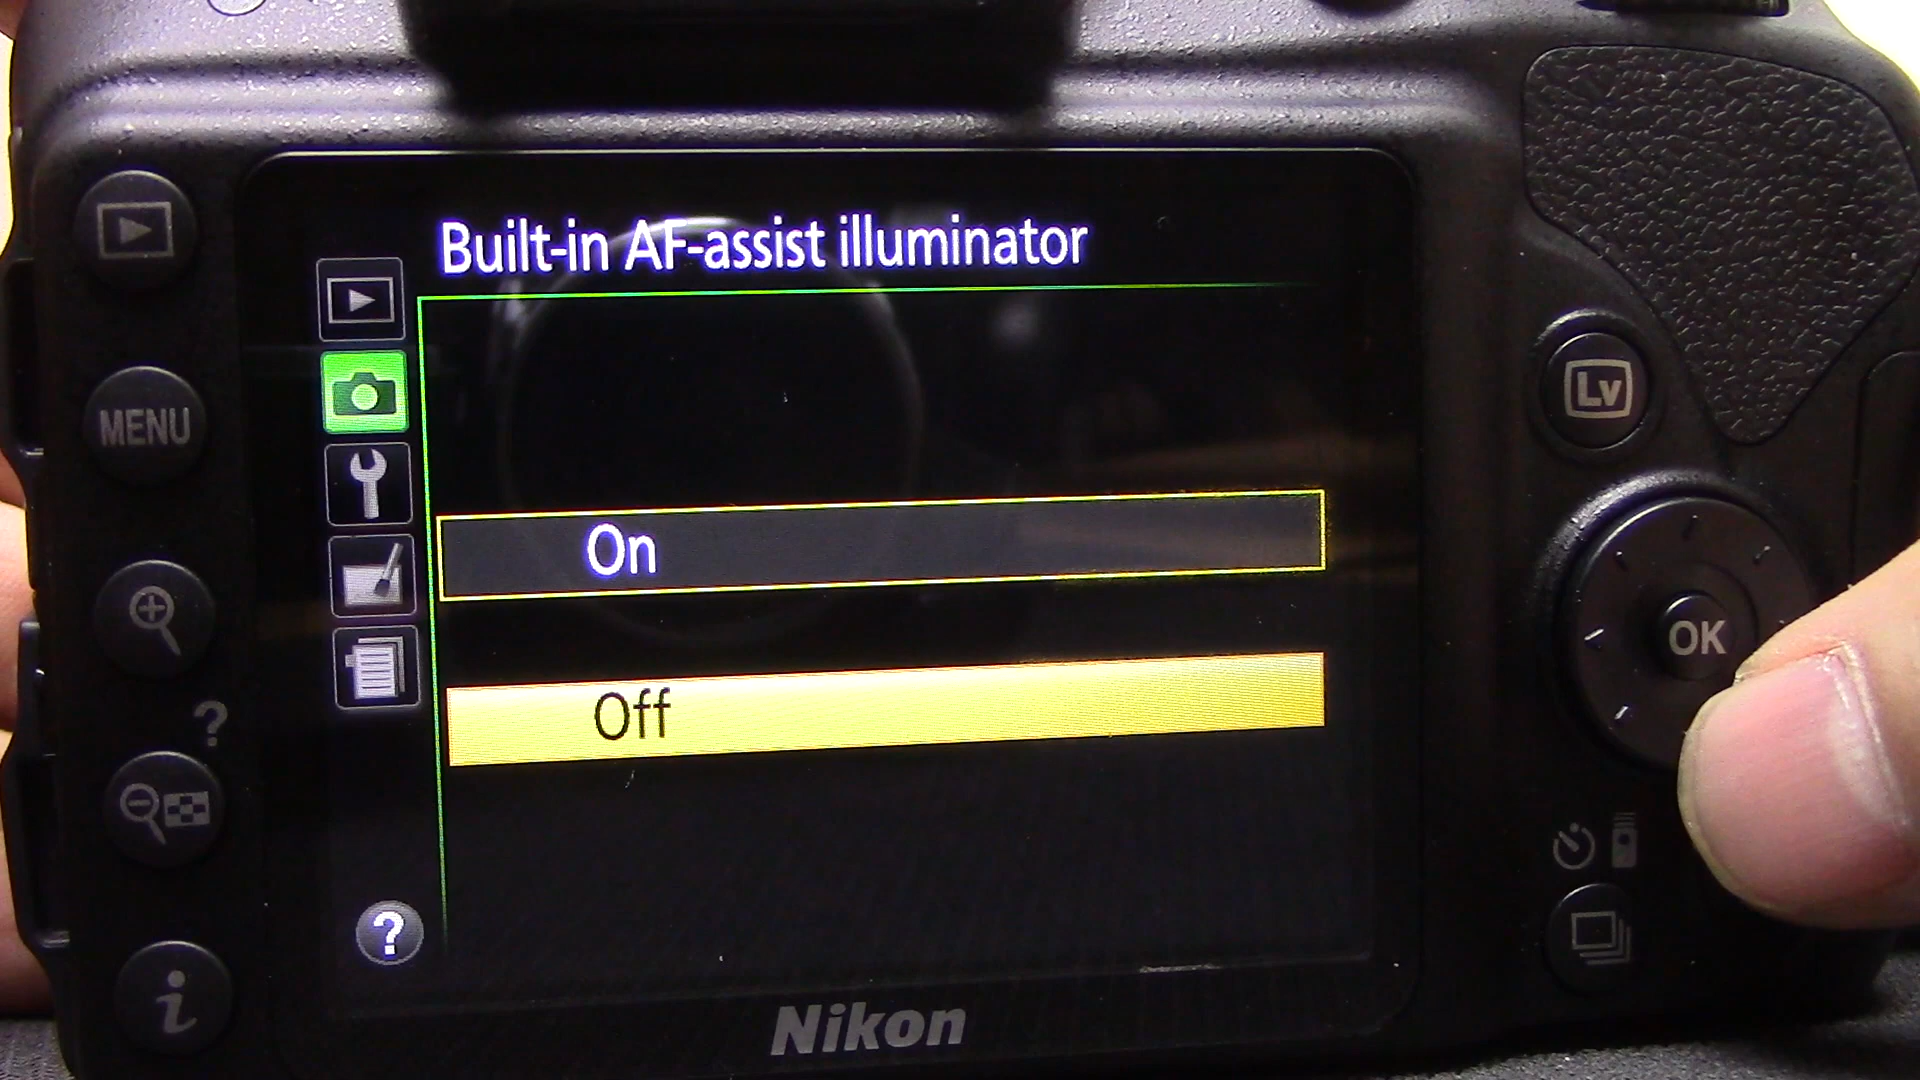 Built-in AF-assist illuminator
MENU
Lv
On
OK
Off
?
?
i
Nikon